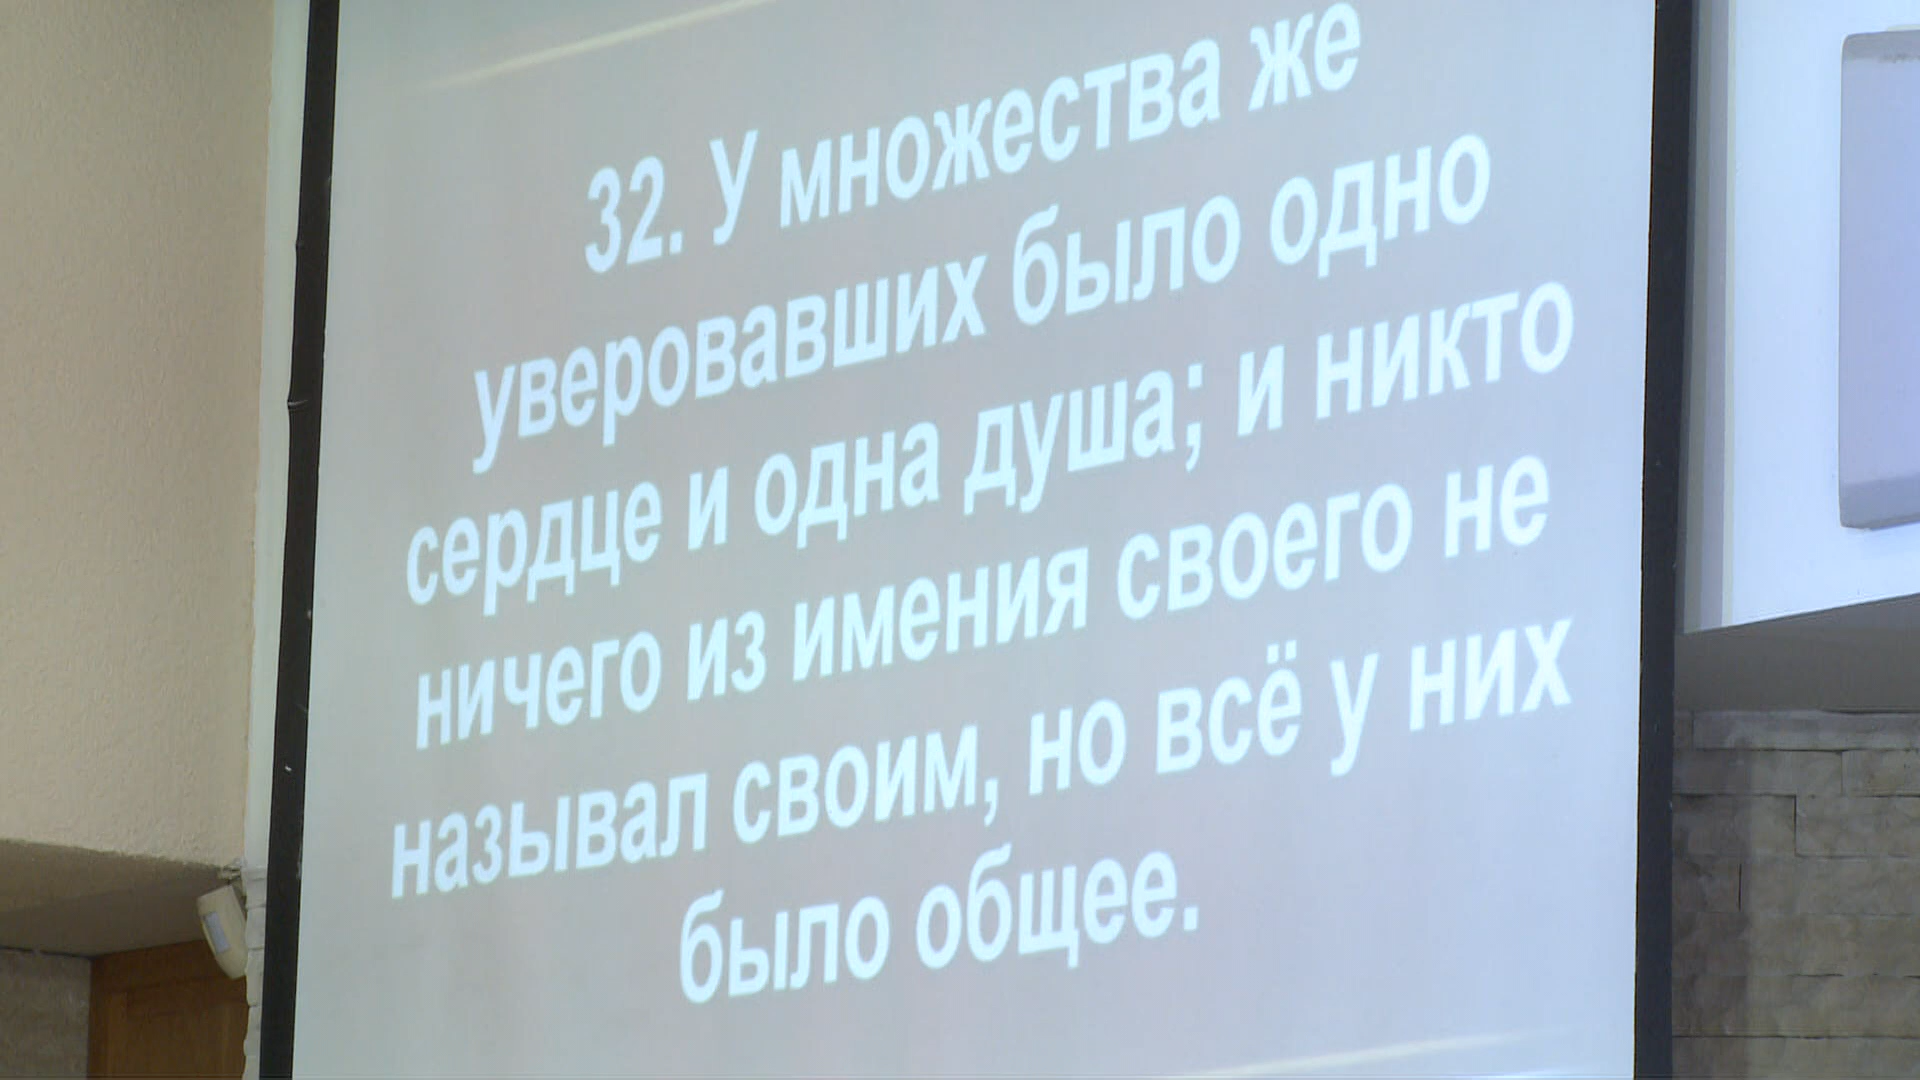 32. У множества же
уверовавших было одно
сердце и одна душа; и никто
ничего из имения своего не
называл своим, но всё у них
было общее.